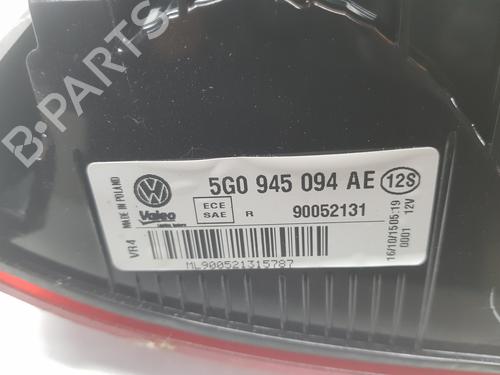 B-PARTS
MADE IN POLAND
VW
Valeo
5G0 945 094 AE
12S
ECE
SAE
R
90052131
VR4
ML900521315787
16/10/15 05:19
0001 12V